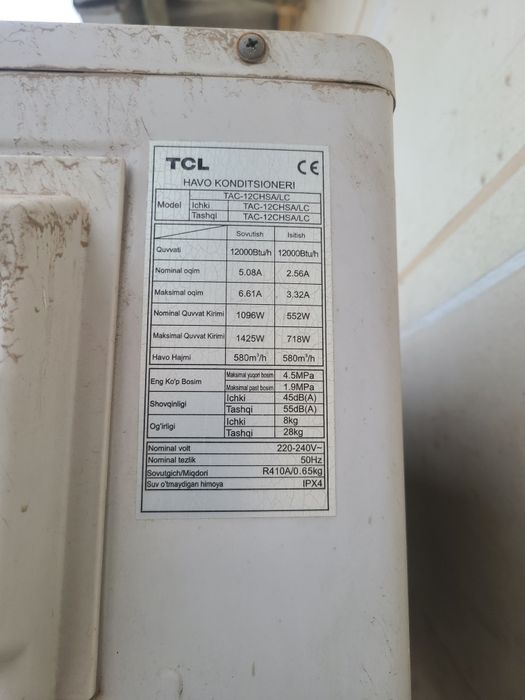 TCL CE
HAVO KONDITSIONERI
Model TAC-12CHSA/LC
Ichki TAC-12CHSA/LC
Tashqi TAC-12CHSA/LC
Sovutish Isitish
Quvvati 12000Btu/h 12000Btu/h
Nominal oqim 5.08A 2.56A
Maksimal oqim 6.61A 3.32A
Nominal Quvvat Kirimi 1096W 552W
Maksimal Quvvat Kirimi 1425W 718W
Havo Hajmi 580m³/h 580m³/h
Eng Ko'p Bosim Maksimal yuqori bosim 4.5MPa
Maksimal past bosim 1.9MPa
Shovqinligi Ichki 45dB(A)
Tashqi 55dB(A)
Og'irligi Ichki 8kg
Tashqi 28kg
Nominal volt 220-240V~
Nominal tezlik 50Hz
Sovutgich/Miqdori R410A/0.65kg
Suv o'tmaydigan himoya IPX4